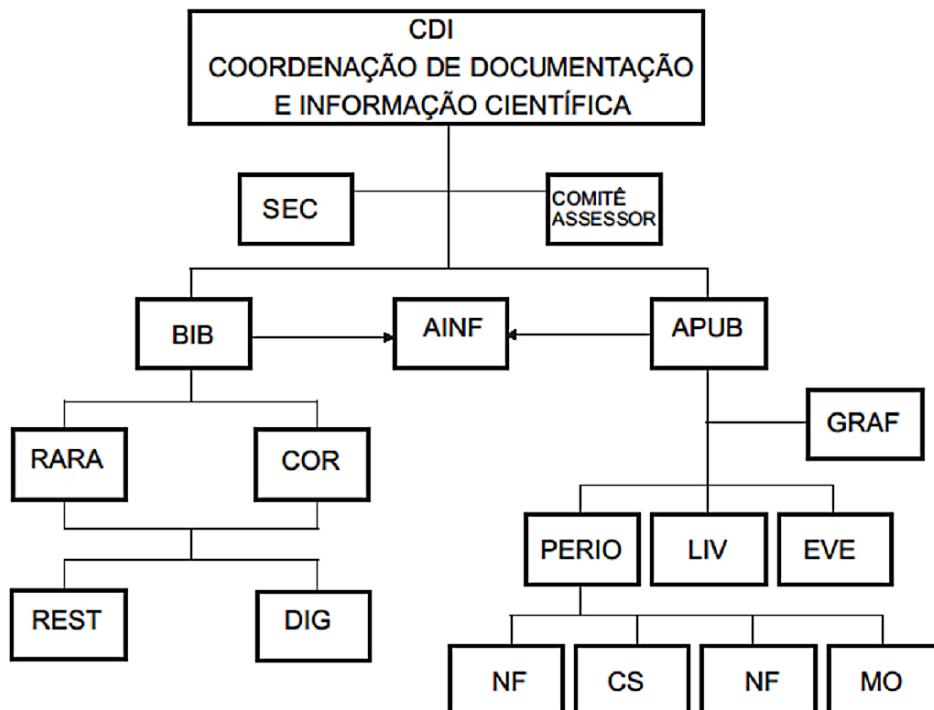 CDI
COORDENAÇÃO DE DOCUMENTAÇÃO
E INFORMAÇÃO CIENTÍFICA
SEC
COMITÊ
ASSESSOR
BIB
AINF
APUB
GRAF
RARA
COR
PERIO
LIV
EVE
REST
DIG
NF
CS
NF
MO